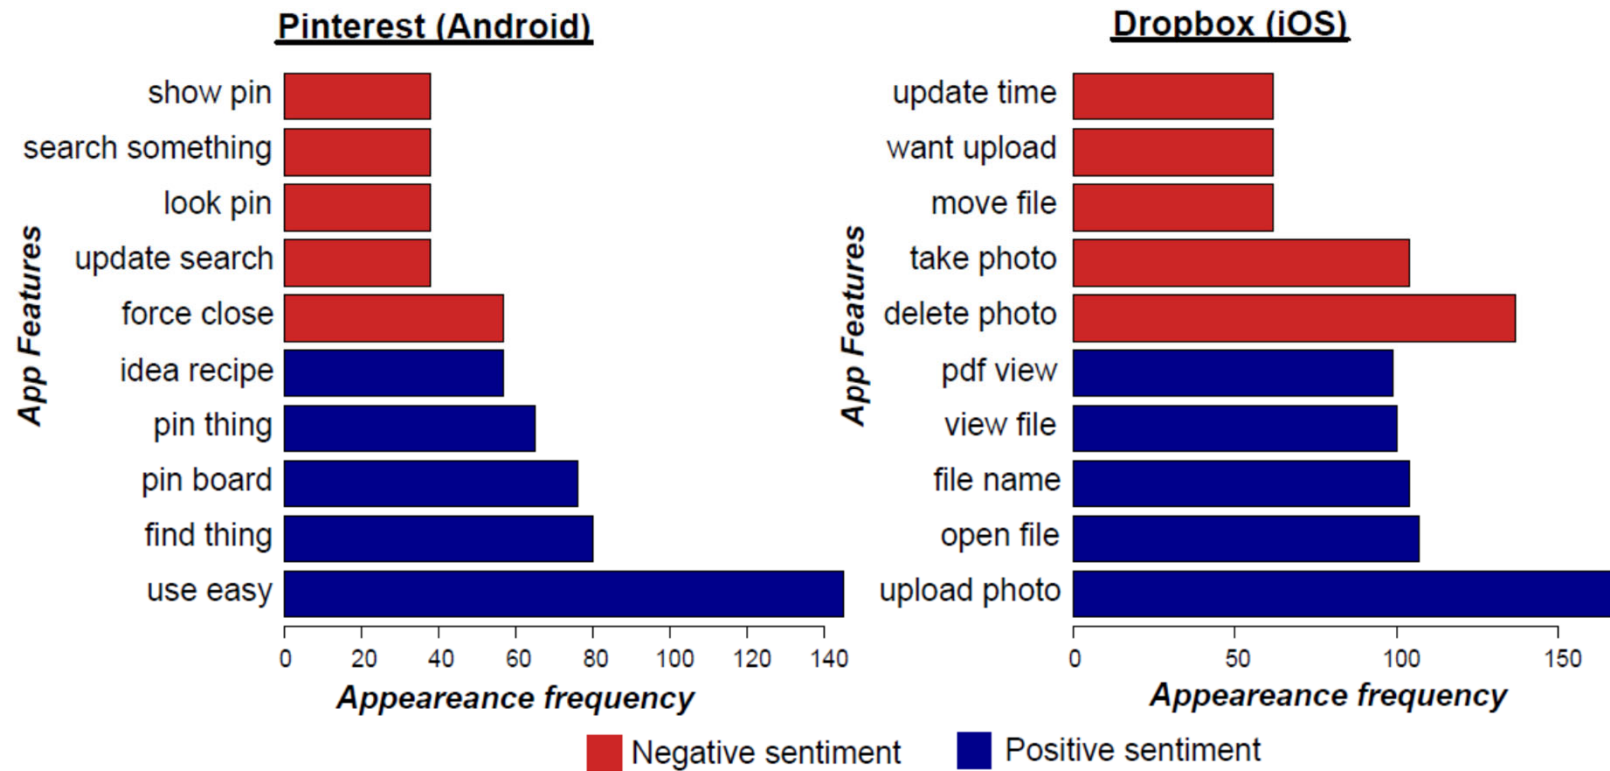 Pinterest (Android)
show pin
search something
look pin
update search
force close
idea recipe
pin thing
pin board
find thing
use easy
App Features
0 20 40 60 80 100 120 140
Appeareance frequency
Dropbox (iOS)
update time
want upload
move file
take photo
delete photo
pdf view
view file
file name
open file
upload photo
App Features
0 50 100 150
Appeareance frequency
Negative sentiment
Positive sentiment